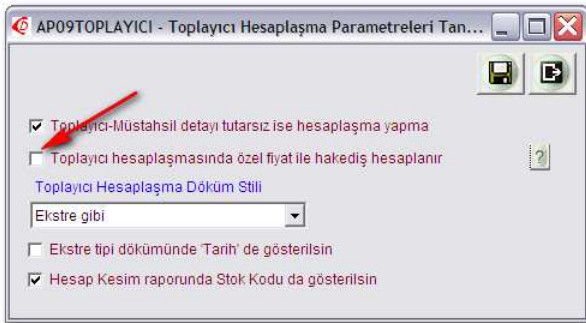 AP09TOPLAYICI - Toplayıcı Hesaplaşma Parametreleri Tan...
Toplayıcı-Müstahsil detayı tutarsız ise hesaplaşma yapma
Toplayıcı hesaplaşmasında özel fiyat ile hakediş hesaplanır
?
Toplayıcı Hesaplaşma Döküm Stili
Ekstre gibi
Ekstre tipi dökümünde 'Tarih' de gösterilsin
Hesap Kesim raporunda Stok Kodu da gösterilsin